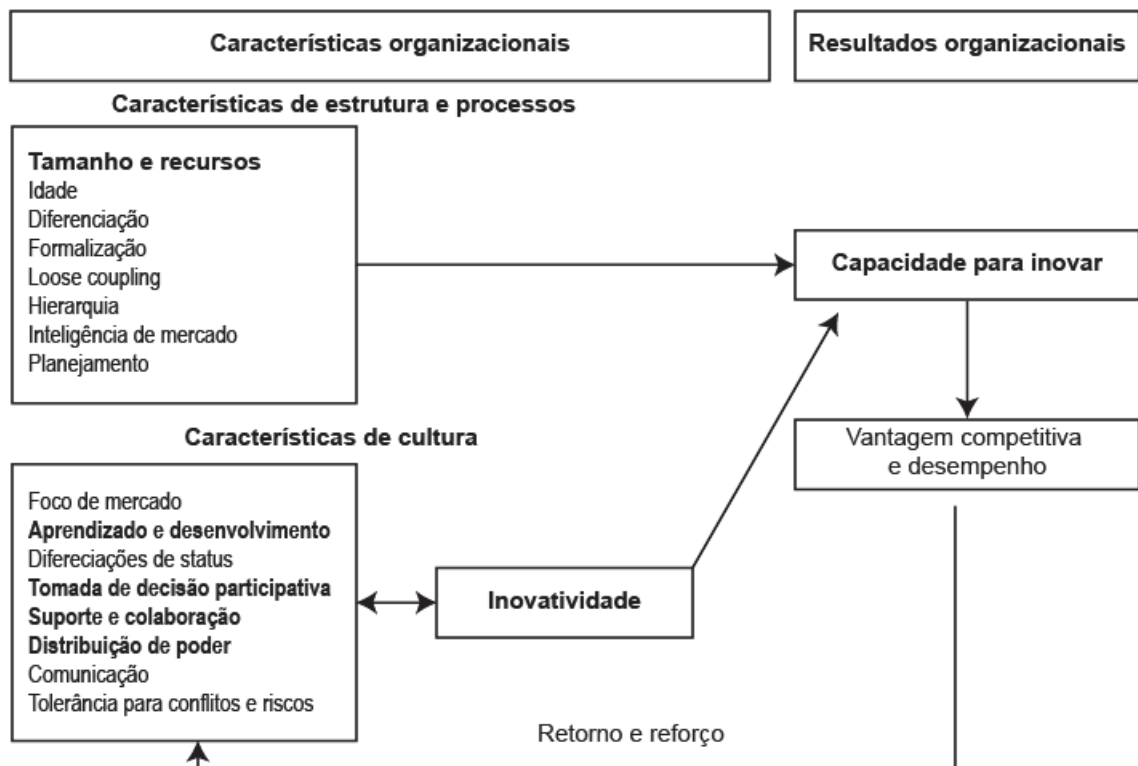 Características organizacionais
Resultados organizacionais
Características de estrutura e processos
Tamanho e recursos
Idade
Diferenciação
Formalização
Loose coupling
Hierarquia
Inteligência de mercado
Planejamento
Capacidade para inovar
Características de cultura
Vantagem competitiva
e desempenho
Foco de mercado
Aprendizado e desenvolvimento
Difereciações de status
Tomada de decisão participativa
Suporte e colaboração
Distribuição de poder
Comunicação
Tolerância para conflitos e riscos
Inovatividade
Retorno e reforço